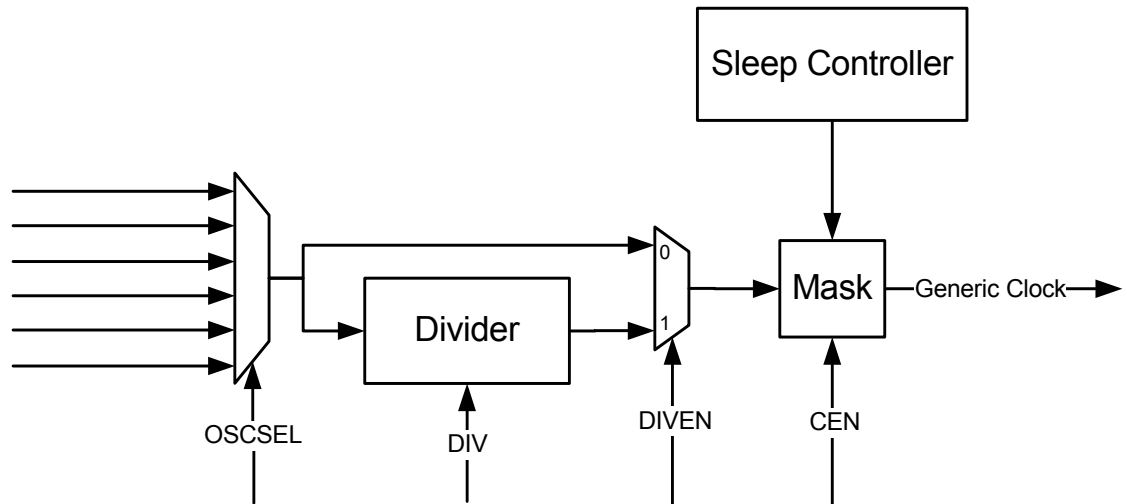 Sleep Controller
0
Divider
1
Mask
Generic Clock
OSCSEL
DIV
DIVEN
CEN